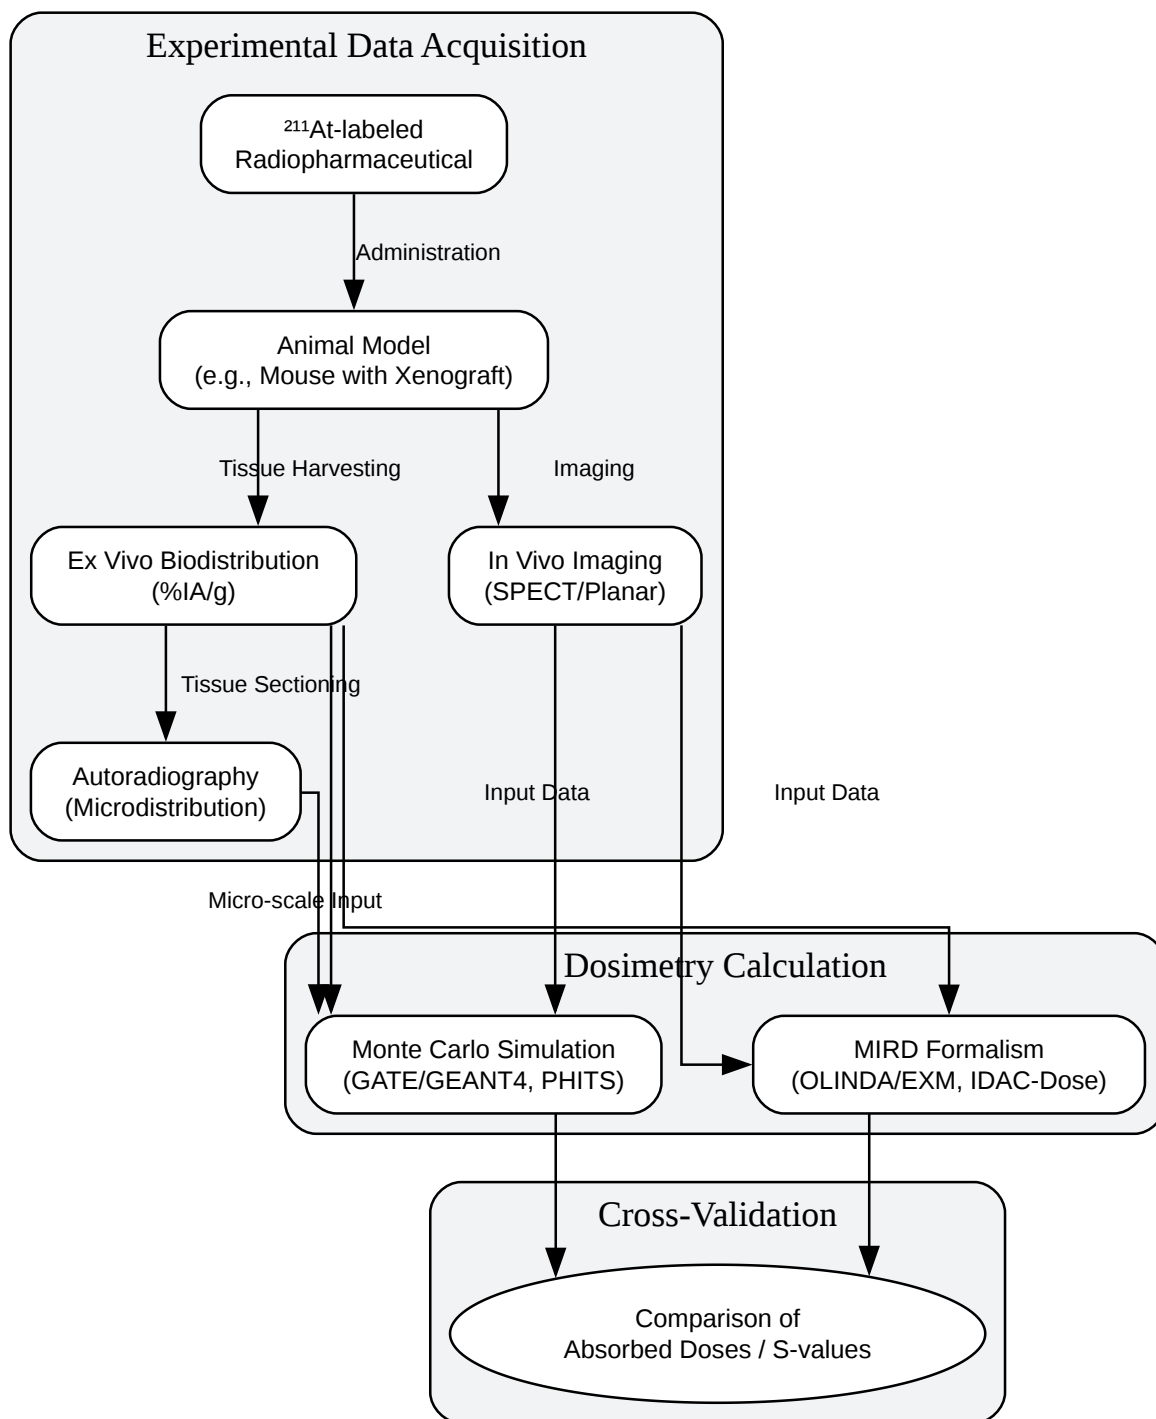 Experimental Data Acquisition
²¹¹At-labeled
Radiopharmaceutical
Administration
Animal Model
(e.g., Mouse with Xenograft)
Tissue Harvesting
Imaging
Ex Vivo Biodistribution
(%IA/g)
In Vivo Imaging
(SPECT/Planar)
Tissue Sectioning
Autoradiography
(Microdistribution)
Input Data
Input Data
Micro-scale Input
Dosimetry Calculation
Monte Carlo Simulation
(GATE/GEANT4, PHITS)
MIRD Formalism
(OLINDA/EXM, IDAC-Dose)
Cross-Validation
Comparison of
Absorbed Doses / S-values